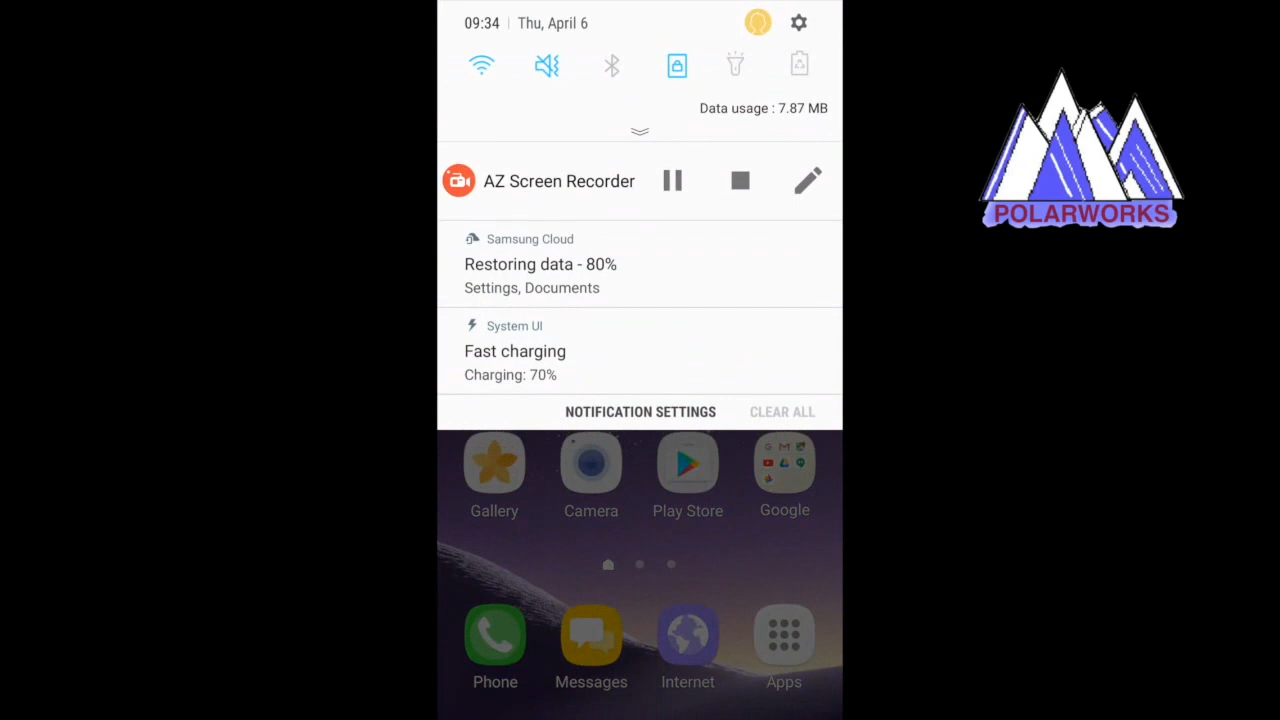 09:34 | Thu, April 6
Data usage : 7.87 MB
AZ Screen Recorder
Samsung Cloud
Restoring data - 80%
Settings, Documents
System UI
Fast charging
Charging: 70%
NOTIFICATION SETTINGS CLEAR ALL
Gallery Camera Play Store Google
Phone Messages Internet Apps
POLARWORKS